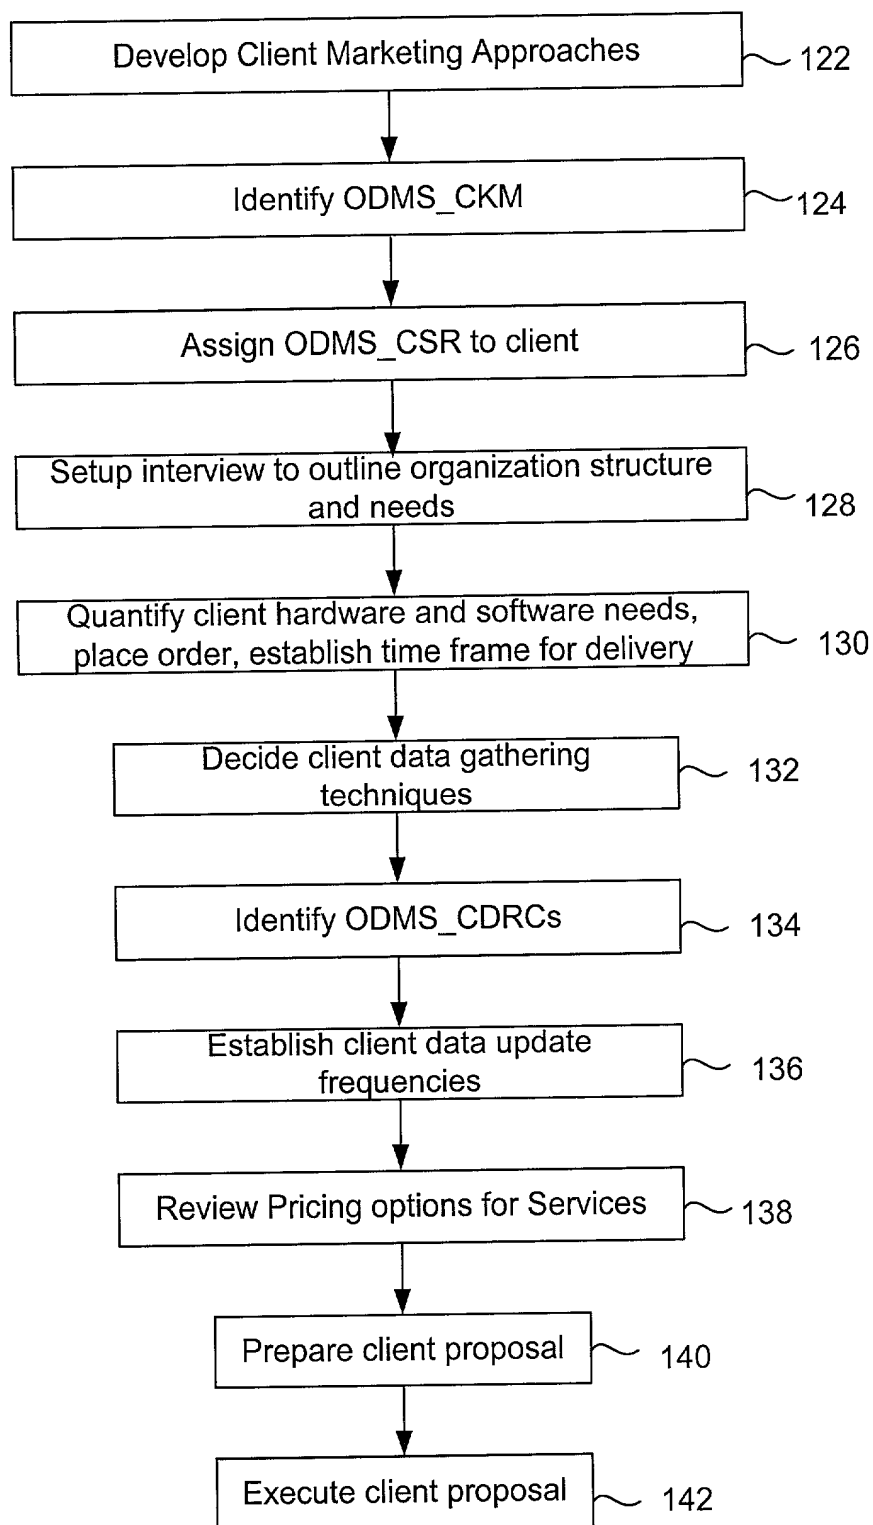 Develop Client Marketing Approaches
122
Identify ODMS_CKM
124
Assign ODMS_CSR to client
126
Setup interview to outline organization structure
and needs
128
Quantify client hardware and software needs,
place order, establish time frame for delivery
130
Decide client data gathering
techniques
132
Identify ODMS_CDRCs
134
Establish client data update
frequencies
136
Review Pricing options for Services
138
Prepare client proposal
140
Execute client proposal
142